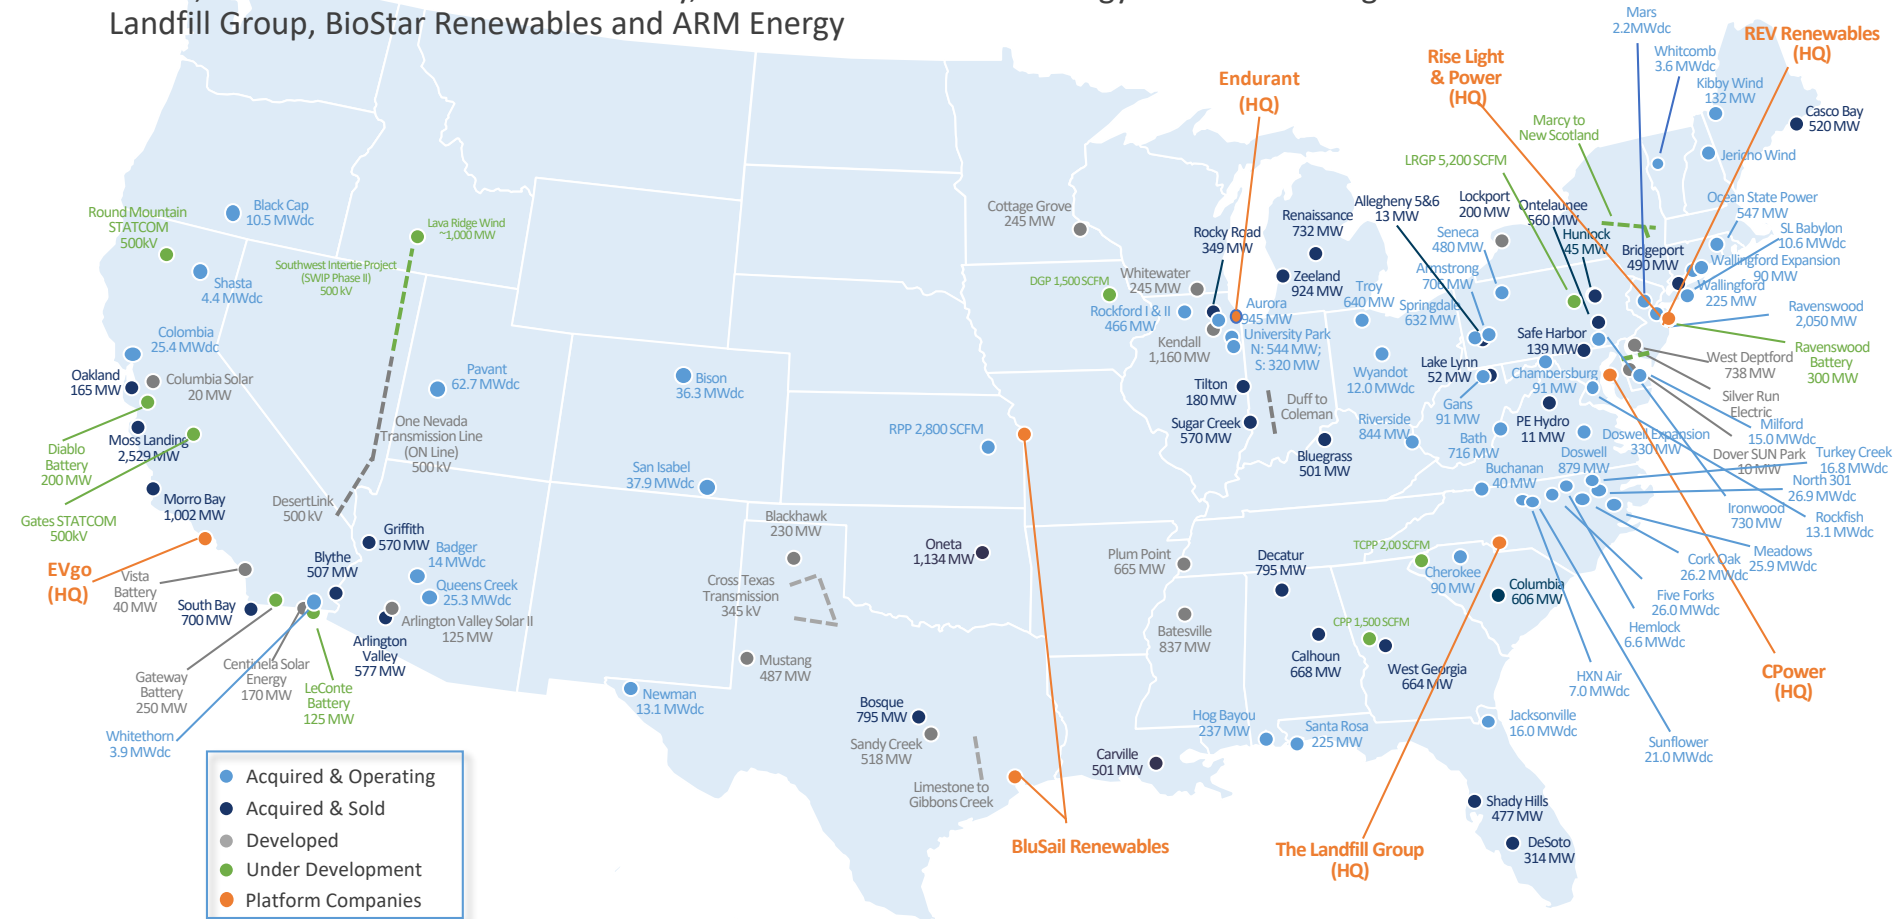 Landfill Group, BioStar Renewables and ARM Energy
Mars
2.2MWdc
REV Renewables
(HQ)
Whitcomb
3.6 MWdc
Rise Light
& Power
(HQ)
Endurant
(HQ)
Kibby Wind
132 MW
Casco Bay
520 MW
Marcy to
New Scotland
Jericho Wind
LRGP 5,200 SCFM
Black Cap
10.5 MWdc
Round Mountain
STATCOM
500kV
Lava Ridge Wind
~1,000 MW
Cottage Grove
245 MW
Renaissance
732 MW
Allegheny 5&6
13 MW
Lockport
200 MW
Ontelaunee
560 MW
Ocean State Power
547 MW
Rocky Road
349 MW
Seneca
480 MW
Hunlock
45 MW
Bridgeport
490 MW
SL Babylon
10.6 MWdc
Southwest Intertie Project
(SWIP Phase II)
500 kV
Shasta
4.4 MWdc
DGP 1,500 SCFM
Whitewater
245 MW
Zeeland
924 MW
Troy
640 MW
Armstrong
706 MW
Wallingford Expansion
90 MW
Wallingford
225 MW
Rockford I & II
466 MW
Aurora
945 MW
Springdale
632 MW
Ravenswood
2,050 MW
Colombia
25.4 MWdc
Kendall
1,160 MW
University Park
N: 544 MW;
S: 320 MW
Safe Harbor
139 MW
Ravenswood
Battery
300 MW
West Deptford
738 MW
Oakland
165 MW
Columbia Solar
20 MW
Pavant
62.7 MWdc
Bison
36.3 MWdc
Tilton
180 MW
Wyandot
12.0 MWdc
Lake Lynn
52 MW
Chambersburg
91 MW
Silver Run
Electric
Duff to
Coleman
Gans
91 MW
PE Hydro
11 MW
Milford
15.0 MWdc
One Nevada
Transmission Line
(ON Line)
500 kV
RPP 2,800 SCFM
Sugar Creek
570 MW
Riverside
844 MW
Bath
716 MW
Doswell Expansion
330 MW
Moss Landing
2,529 MW
Diablo
Battery
200 MW
Bluegrass
501 MW
Doswell
879 MW
Dover SUN Park
10 MW
Turkey Creek
16.8 MWdc
San Isabel
37.9 MWdc
Buchanan
40 MW
North 301
26.9 MWdc
Morro Bay
1,002 MW
DesertLink
500 kV
Ironwood
730 MW
Rockfish
13.1 MWdc
Gates STATCOM
500kV
Blackhawk
230 MW
Griffith
570 MW
Badger
14 MWdc
Oneta
1,134 MW
Plum Point
665 MW
Decatur
795 MW
TCPP 2,00 SCFM
Cherokee
90 MW
Cork Oak
26.2 MWdc
Meadows
25.9 MWdc
EVgo
(HQ)
Vista
Battery
40 MW
Blythe
507 MW
Queens Creek
25.3 MWdc
Cross Texas
Transmission
345 kV
Columbia
606 MW
Five Forks
26.0 MWdc
South Bay
700 MW
Arlington Valley Solar II
125 MW
Batesville
837 MW
CPP 1,500 SCFM
Hemlock
6.6 MWdc
Arlington
Valley
577 MW
Calhoun
668 MW
West Georgia
664 MW
Gateway
Battery
250 MW
Centinela Solar
Energy
170 MW
LeConte
Battery
125 MW
Mustang
487 MW
HXN Air
7.0 MWdc
CPower
(HQ)
Newman
13.1 MWdc
Bosque
795 MW
Hog Bayou
237 MW
Santa Rosa
225 MW
Jacksonville
16.0 MWdc
Whitethorn
3.9 MWdc
Sandy Creek
518 MW
Carville
501 MW
Sunflower
21.0 MWdc
Limestone to
Gibbons Creek
Shady Hills
477 MW
BluSail Renewables
The Landfill Group
(HQ)
DeSoto
314 MW
Acquired & Operating
Acquired & Sold
Developed
Under Development
Platform Companies